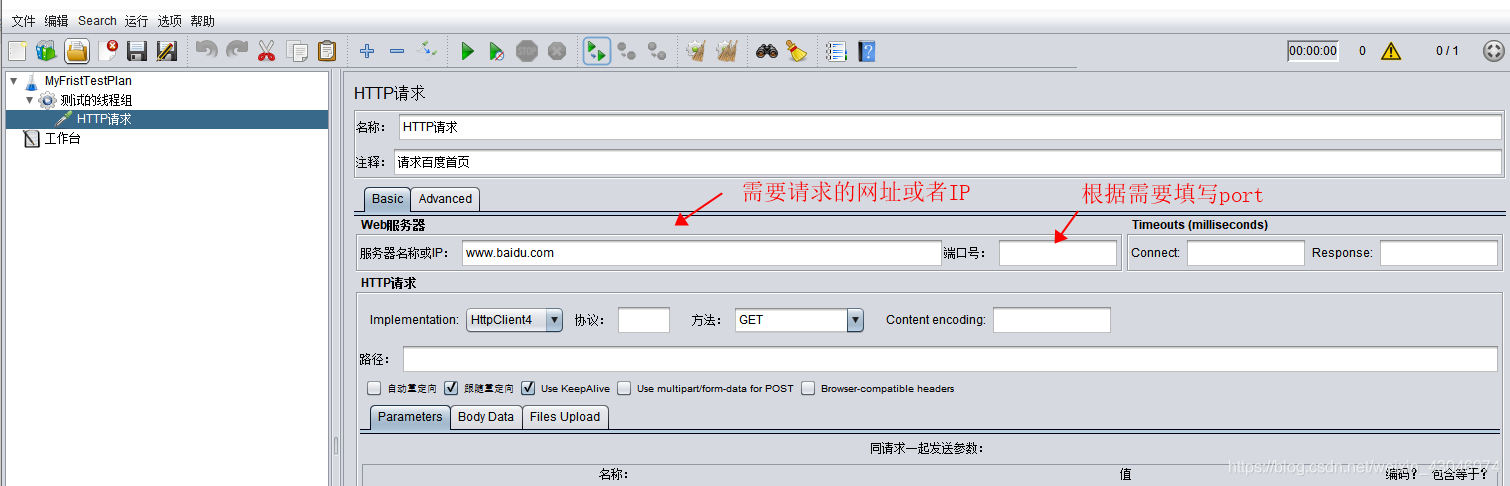 文件 编辑 Search 运行 选项 帮助
00:00:00 0 0 / 1
MyFristTestPlan
测试的线程组
HTTP请求
工作台
HTTP请求
名称： HTTP请求
注释： 请求百度首页
需要请求的网址或者IP 根据需要填写port
Basic Advanced
Web服务器 Timeouts (milliseconds)
服务器名称或IP： www.baidu.com 端口号： Connect: Response:
HTTP请求
Implementation: HttpClient4 协议： 方法： GET Content encoding:
路径：
自动重定向 跟随重定向 Use KeepAlive Use multipart/form-data for POST Browser-compatible headers
Parameters Body Data Files Upload
同请求一起发送参数：
名称： 值 编码？ 包含等于？